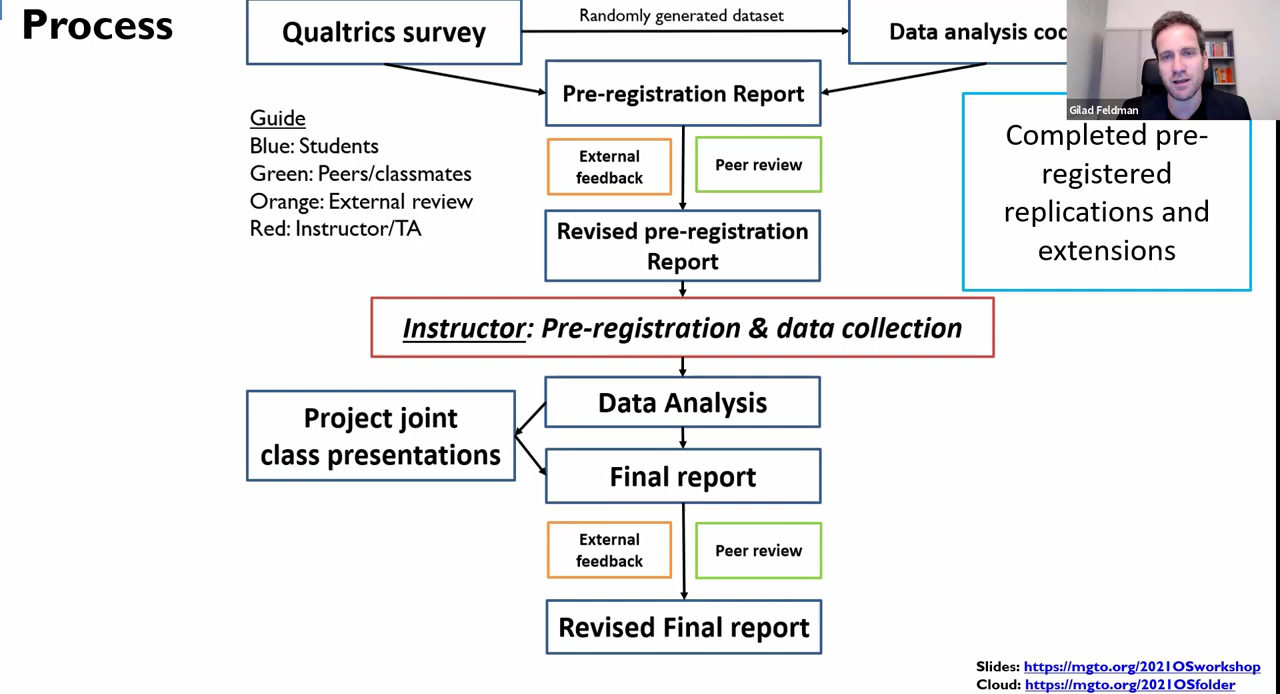 Process
Qualtrics survey
Randomly generated dataset
Data analysis
Gilad Feldman
Pre-registration Report
Guide
Blue: Students
Green: Peers/classmates
Orange: External review
Red: Instructor/TA
External
feedback
Peer review
Completed pre-
registered
replications and
extensions
Revised pre-registration
Report
Instructor: Pre-registration & data collection
Data Analysis
Project joint
class presentations
Final report
External
feedback
Peer review
Revised Final report
Slides: https://mgto.org/2021OSworkshop
Cloud: https://mgto.org/2021OSfolder